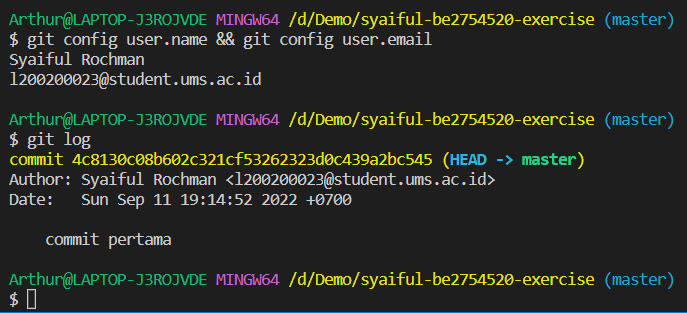 Arthur@LAPTOP-J3ROJVDE MINGW64 /d/Demo/syaiful-be2754520-exercise (master)
$ git config user.name && git config user.email
Syaiful Rochman
l200200023@student.ums.ac.id
Arthur@LAPTOP-J3ROJVDE MINGW64 /d/Demo/syaiful-be2754520-exercise (master)
$ git log
commit 4c8130c08b602c321cf53262323d0c439a2bc545 (HEAD -> master)
Author: Syaiful Rochman <l200200023@student.ums.ac.id>
Date:   Sun Sep 11 19:14:52 2022 +0700
    commit pertama
Arthur@LAPTOP-J3ROJVDE MINGW64 /d/Demo/syaiful-be2754520-exercise (master)
$